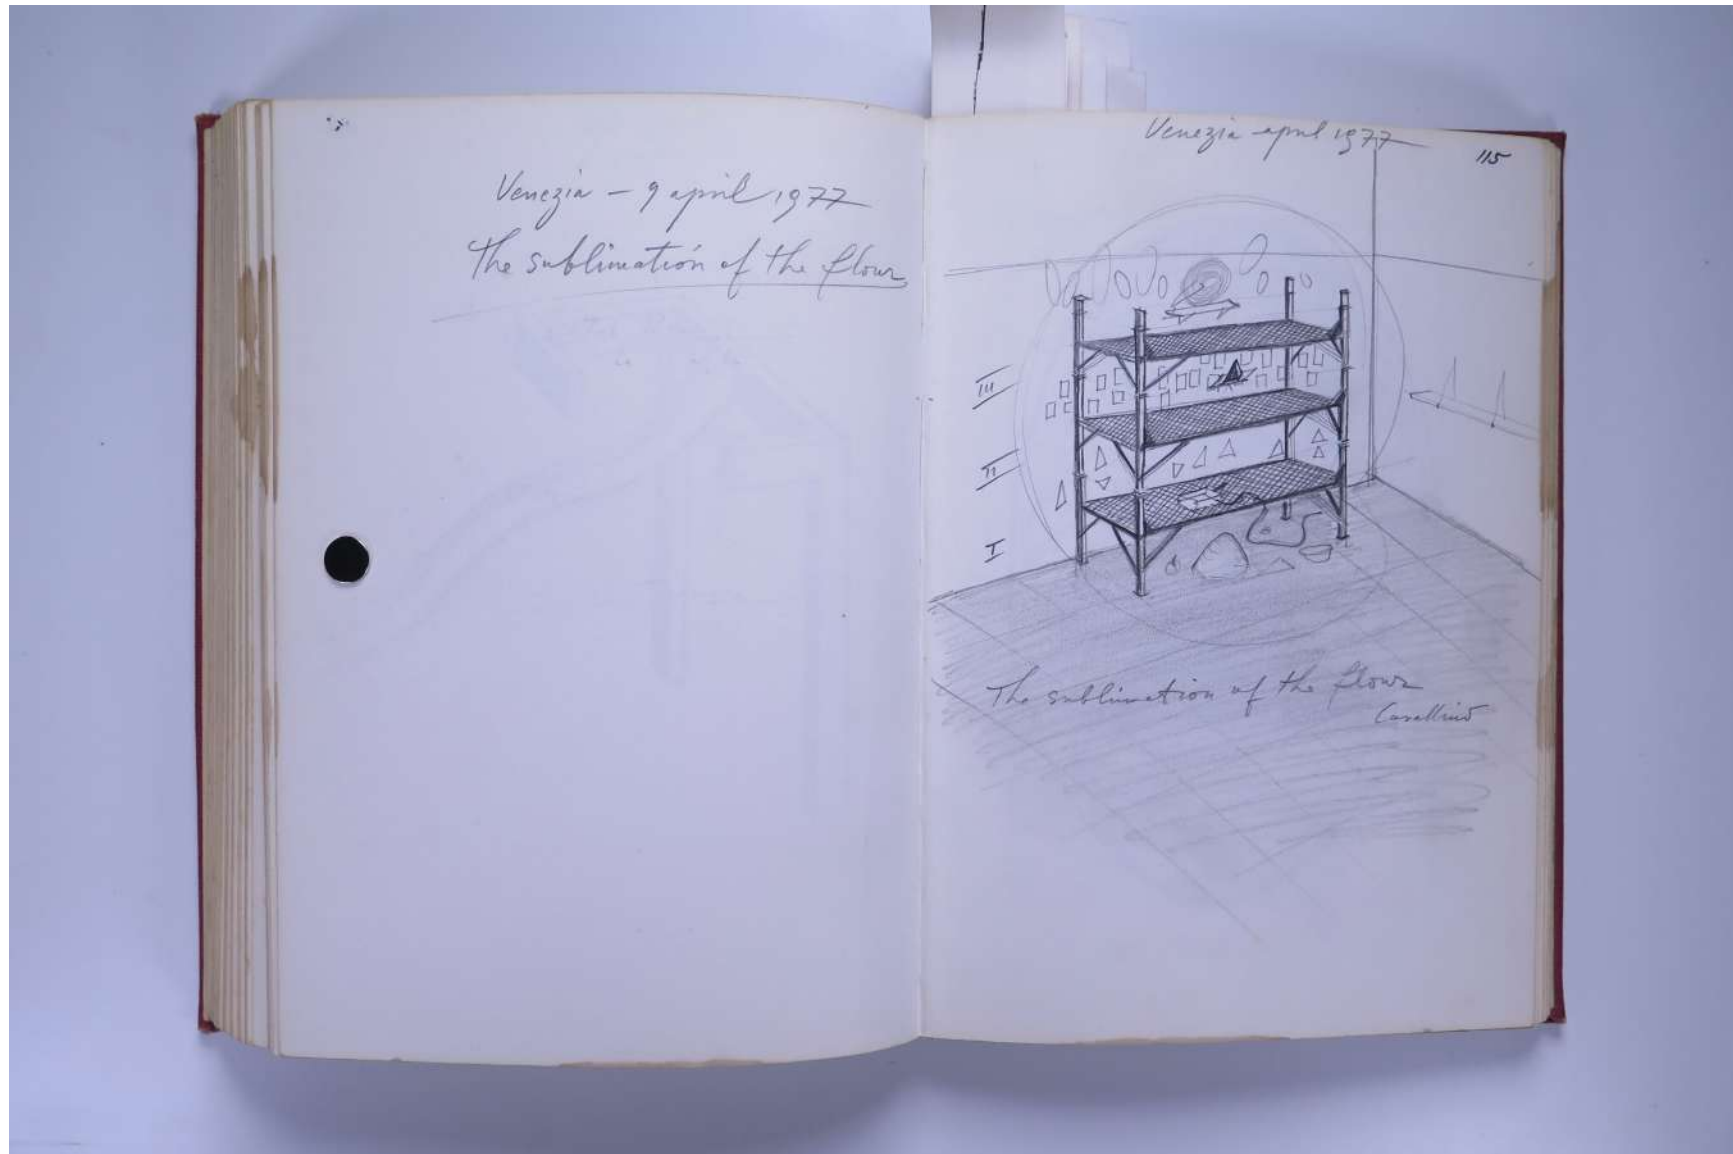 Venezia – 9 april 1977
The sublimation of the flour
Venezia april 1977
115
III
II
I
The sublimation of the flour
Cavallino